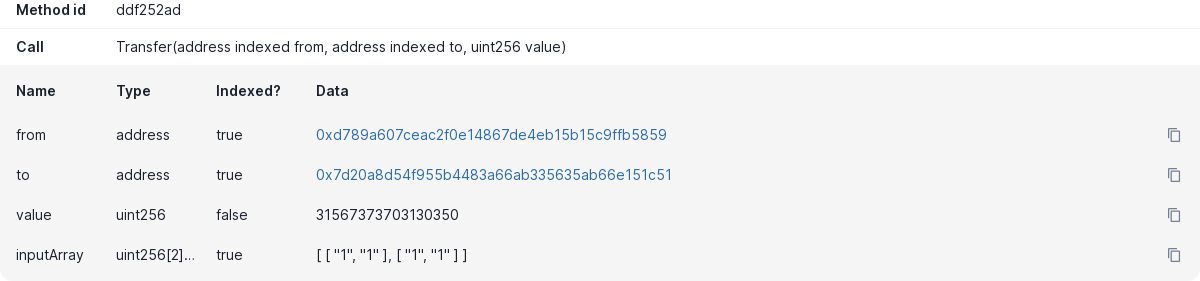 Method id ddf252ad
Call Transfer(address indexed from, address indexed to, uint256 value)
Name Type Indexed? Data
from address true 0xd789a607ceac2f0e14867de4eb15b15c9ffb5859
to address true 0x7d20a8d54f955b4483a66ab335635ab66e151c51
value uint256 false 31567373703130350
inputArray uint256[2]... true [ [ "1", "1" ], [ "1", "1" ] ]